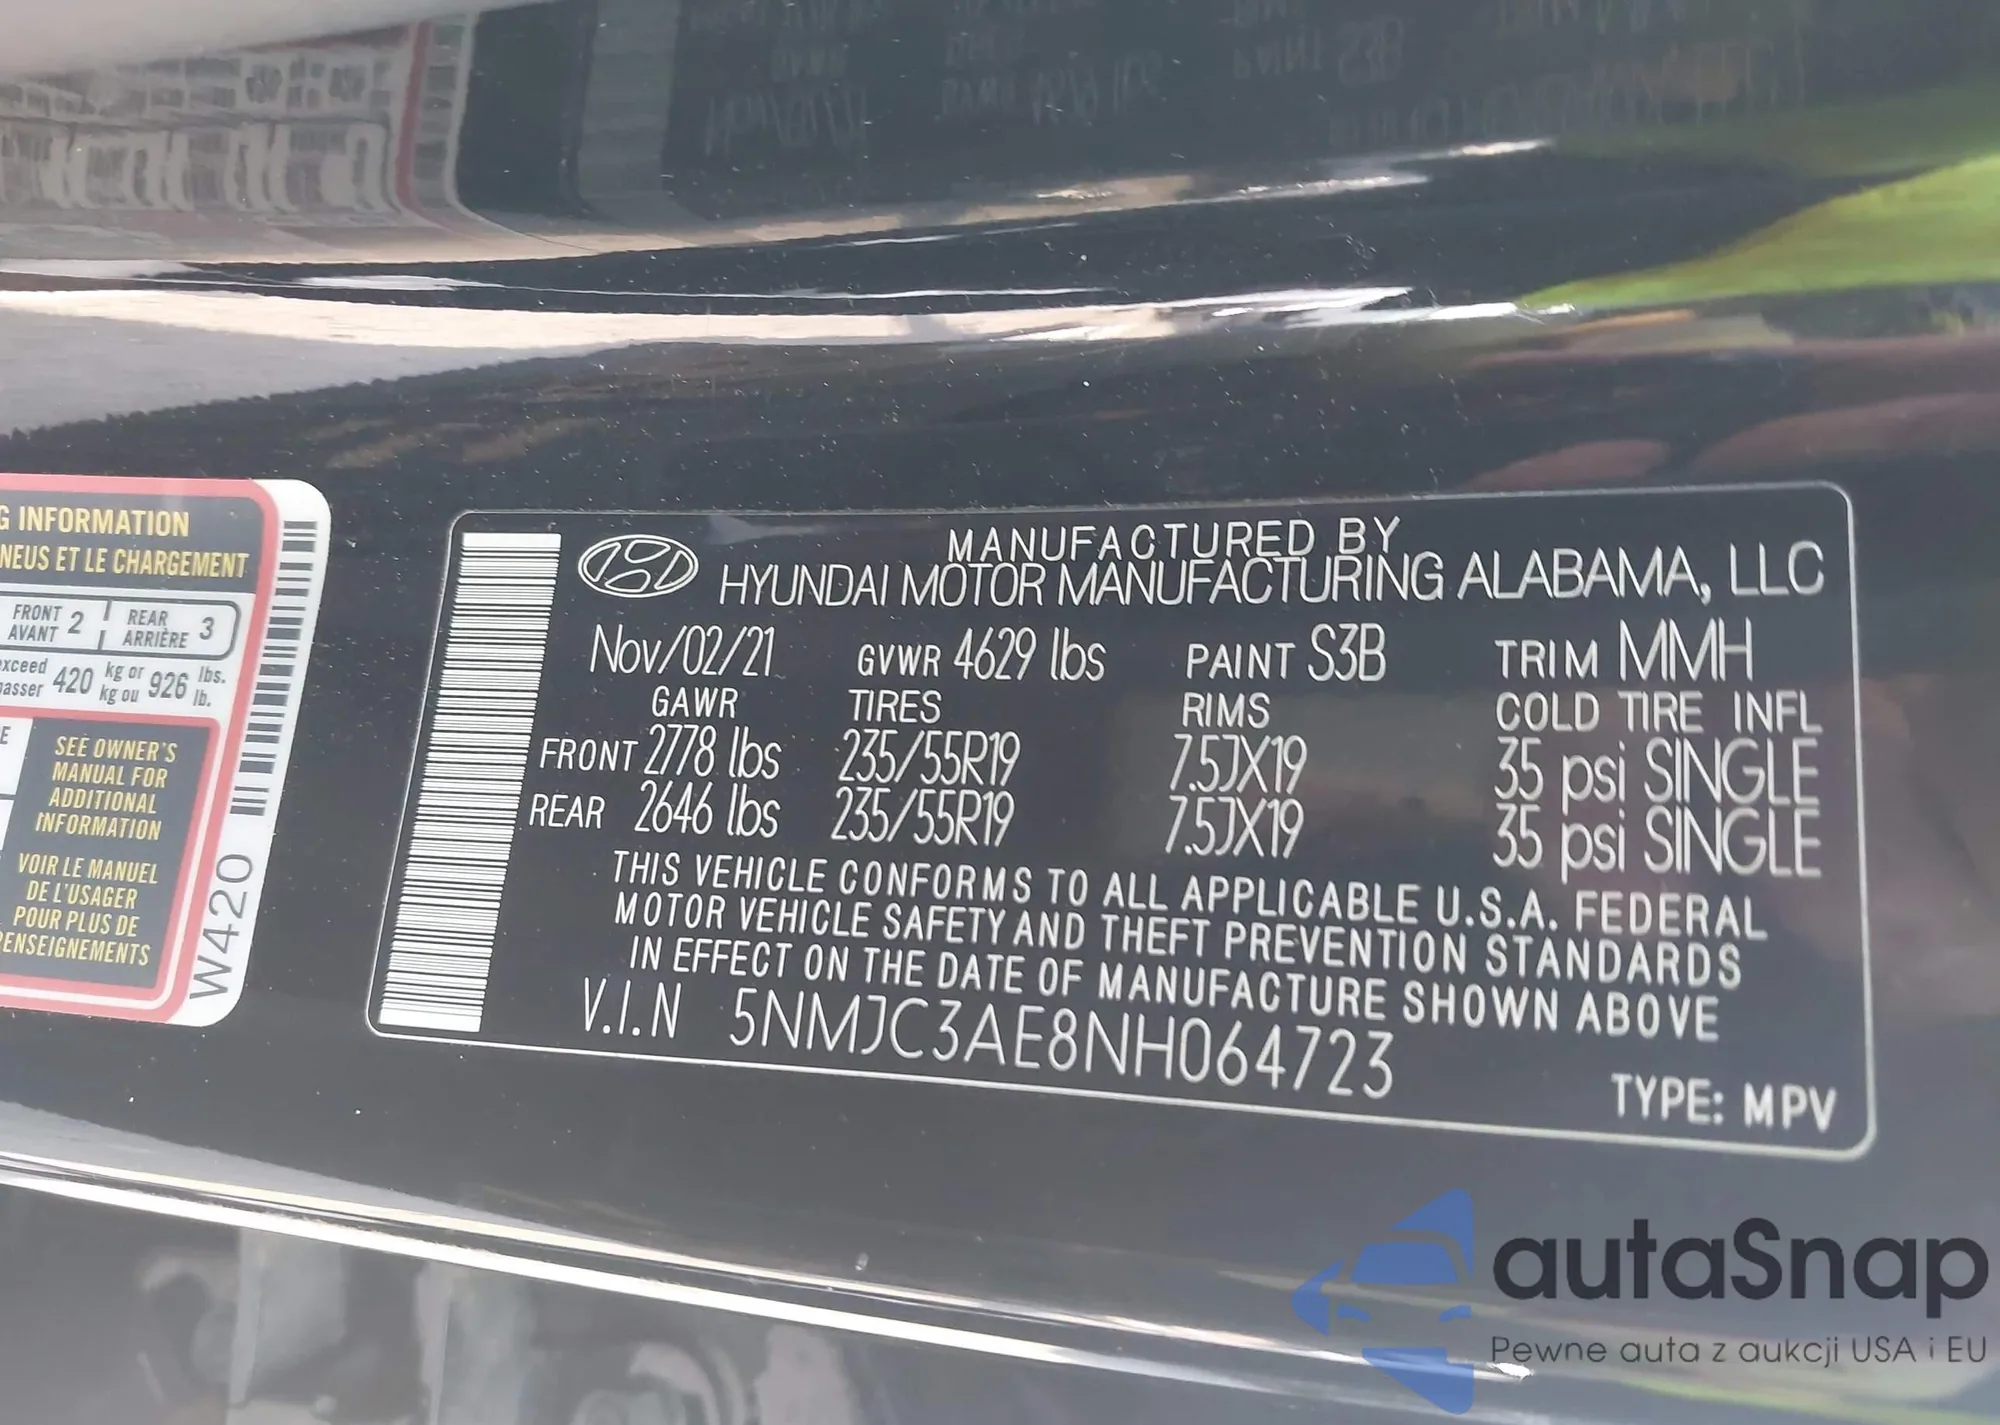 G INFORMATION
NEUS ET LE CHARGEMENT
FRONT 2 REAR 3
AVANT ARRIÈRE
exceed 420 kg or 926 lbs.
passer kg ou lb.
E
SEE OWNER'S
MANUAL FOR
ADDITIONAL
INFORMATION
VOIR LE MANUEL
DE L'USAGER
POUR PLUS DE
RENSEIGNEMENTS
W420
MANUFACTURED BY
HYUNDAI MOTOR MANUFACTURING ALABAMA, LLC
Nov/02/21 GVWR 4629 lbs PAINT S3B TRIM MMH
GAWR TIRES RIMS COLD TIRE INFL
FRONT 2778 lbs 235/55R19 7.5JX19 35 psi SINGLE
REAR 2646 lbs 235/55R19 7.5JX19 35 psi SINGLE
THIS VEHICLE CONFORMS TO ALL APPLICABLE U.S.A. FEDERAL
MOTOR VEHICLE SAFETY AND THEFT PREVENTION STANDARDS
IN EFFECT ON THE DATE OF MANUFACTURE SHOWN ABOVE
V.I.N 5NMJC3AE8NH064723
TYPE: MPV
autaSnap
Pewne auta z aukcji USA i EU